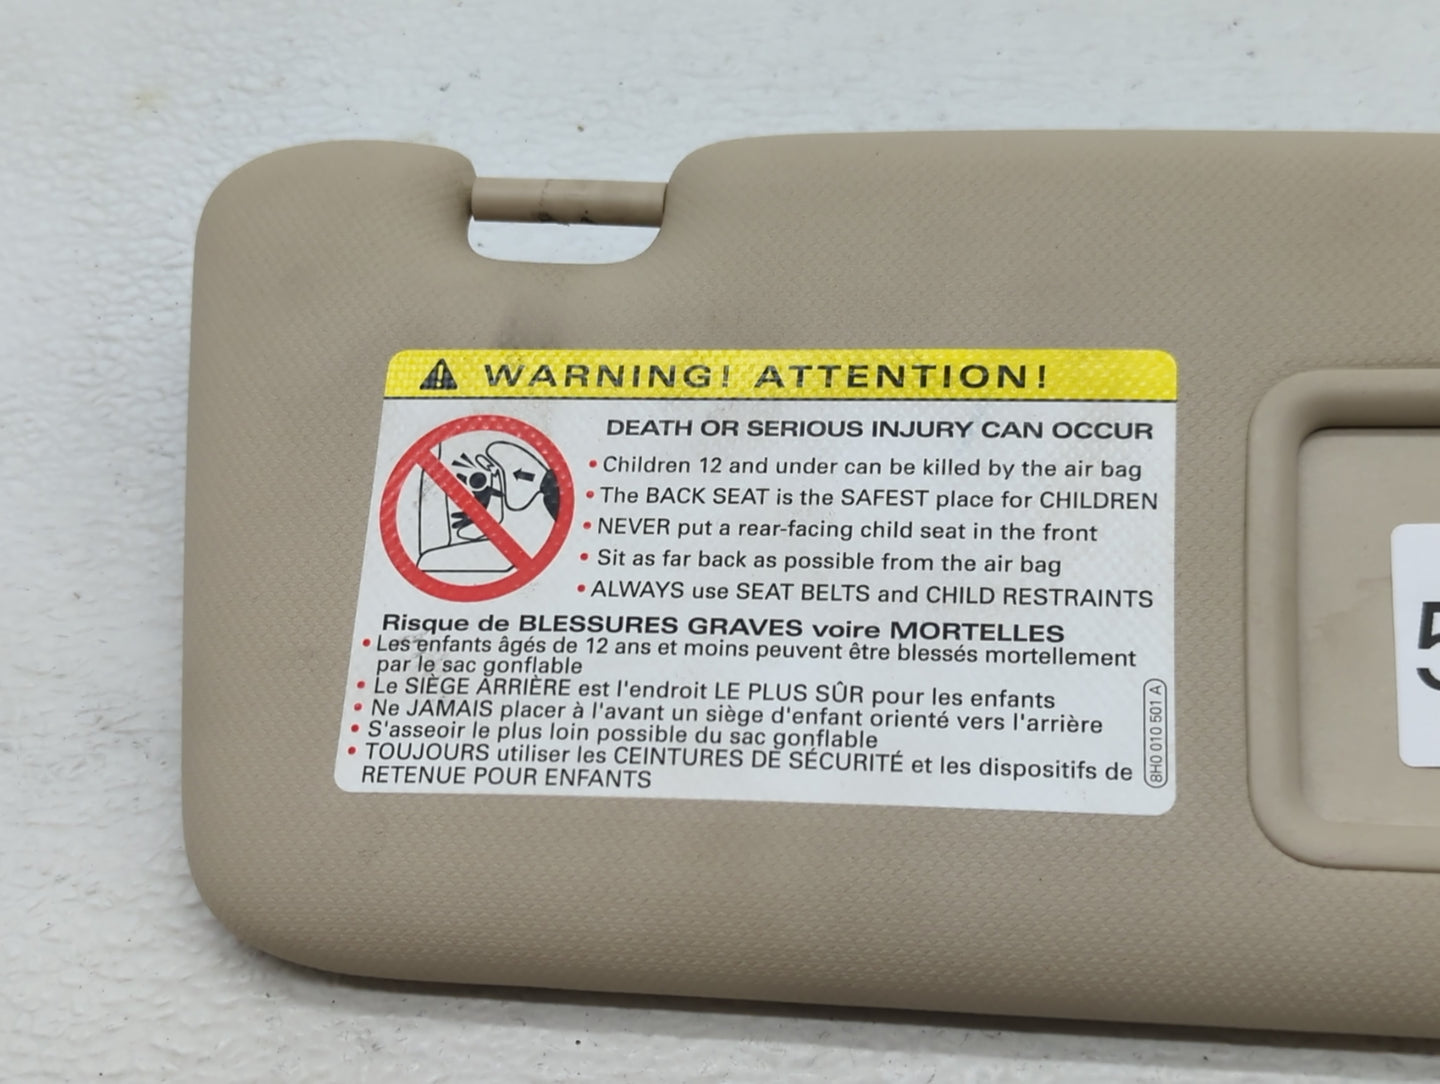 WARNING! ATTENTION!
DEATH OR SERIOUS INJURY CAN OCCUR
• Children 12 and under can be killed by the air bag
• The BACK SEAT is the SAFEST place for CHILDREN
• NEVER put a rear-facing child seat in the front
• Sit as far back as possible from the air bag
• ALWAYS use SEAT BELTS and CHILD RESTRAINTS
Risque de BLESSURES GRAVES voire MORTELLES
• Les enfants âgés de 12 ans et moins peuvent être blessés mortellement
par le sac gonflable
• Le SIÈGE ARRIÈRE est l'endroit LE PLUS SÛR pour les enfants
• Ne JAMAIS placer à l'avant un siège d'enfant orienté vers l'arrière
• S'asseoir le plus loin possible du sac gonflable
• TOUJOURS utiliser les CEINTURES DE SÉCURITÉ et les dispositifs de
RETENUE POUR ENFANTS
8H0 010 501 A